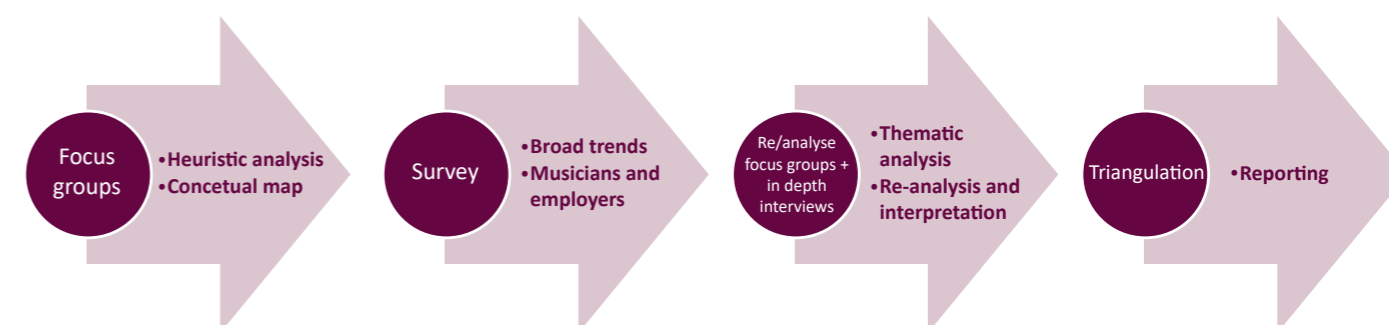 Focus
groups
•Heuristic analysis
•Concetual map
Survey
•Broad trends
•Musicians and
employers
Re/analyse
focus groups +
in depth
interviews
•Thematic
analysis
•Re-analysis and
interpretation
Triangulation
•Reporting